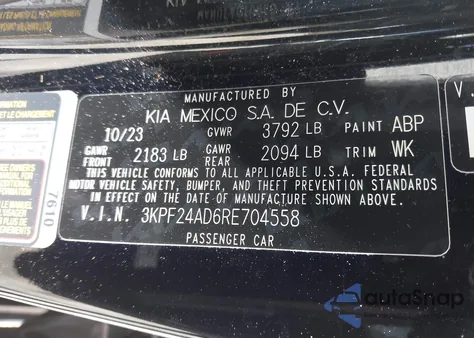 MANUFACTURED BY
KIA MEXICO S.A. DE C.V.
10/23 GVWR 3792 LB PAINT ABP
GAWR FRONT 2183 LB GAWR REAR 2094 LB TRIM WK
THIS VEHICLE CONFORMS TO ALL APPLICABLE U.S.A. FEDERAL
MOTOR VEHICLE SAFETY, BUMPER, AND THEFT PREVENTION STANDARDS IN
EFFECT ON THE DATE OF MANUFACTURE SHOWN ABOVE.
V.I.N. 3KPF24AD6RE704558
PASSENGER CAR
7610
V.
autoSnap